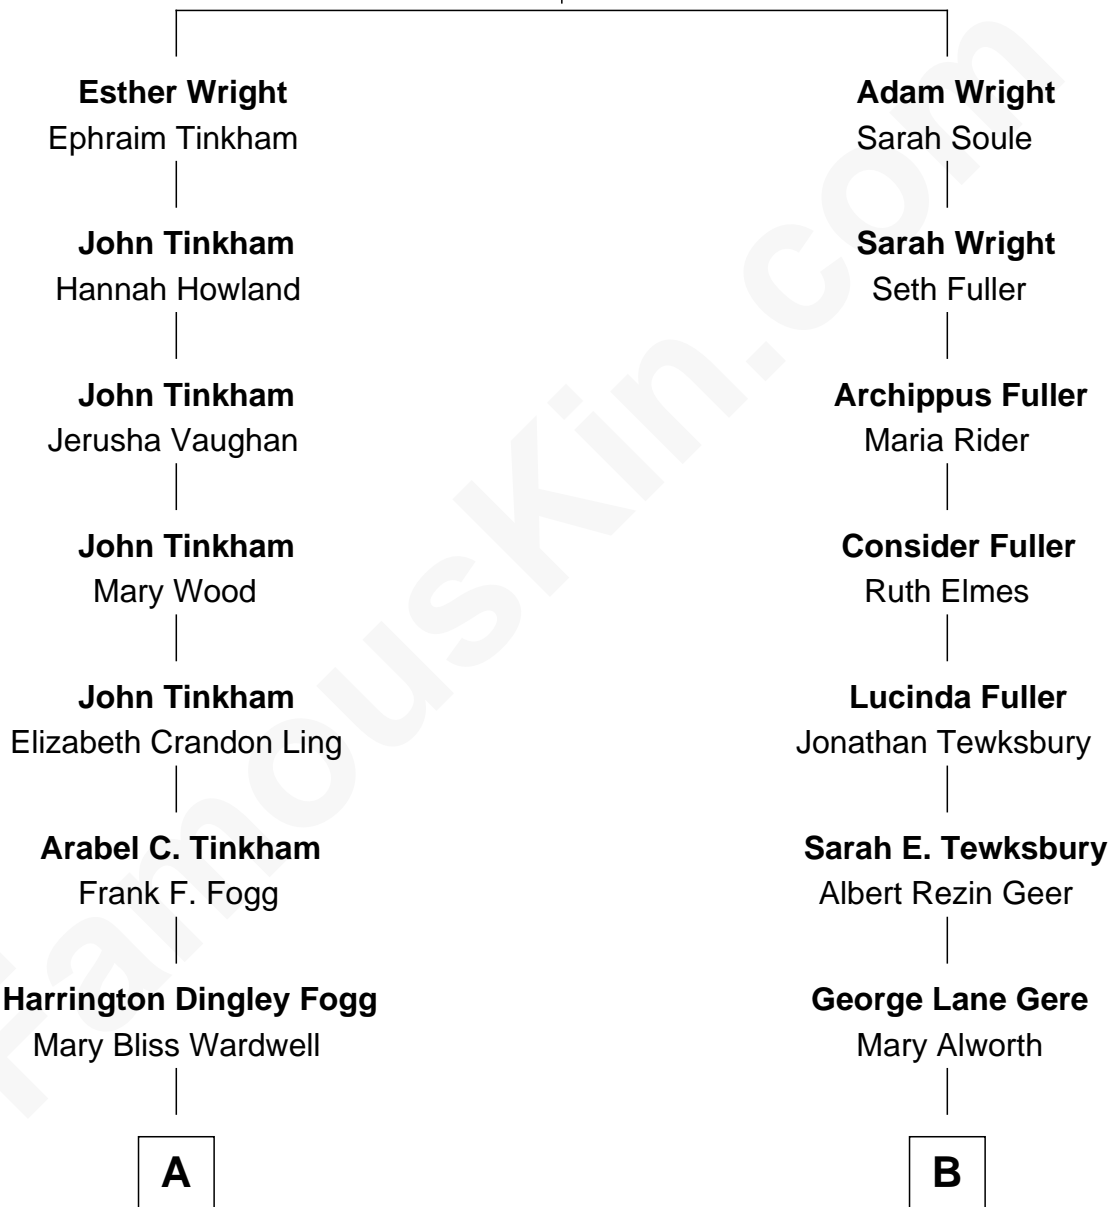 Esther Wright
Ephraim Tinkham
Adam Wright
Sarah Soule
John Tinkham
Hannah Howland
Sarah Wright
Seth Fuller
John Tinkham
Jerusha Vaughan
Archippus Fuller
Maria Rider
John Tinkham
Mary Wood
Consider Fuller
Ruth Elmes
John Tinkham
Elizabeth Crandon Ling
Lucinda Fuller
Jonathan Tewksbury
Arabel C. Tinkham
Frank F. Fogg
Sarah E. Tewksbury
Albert Rezin Geer
Harrington Dingley Fogg
Mary Bliss Wardwell
George Lane Gere
Mary Alworth
A
B
FamousKin.com